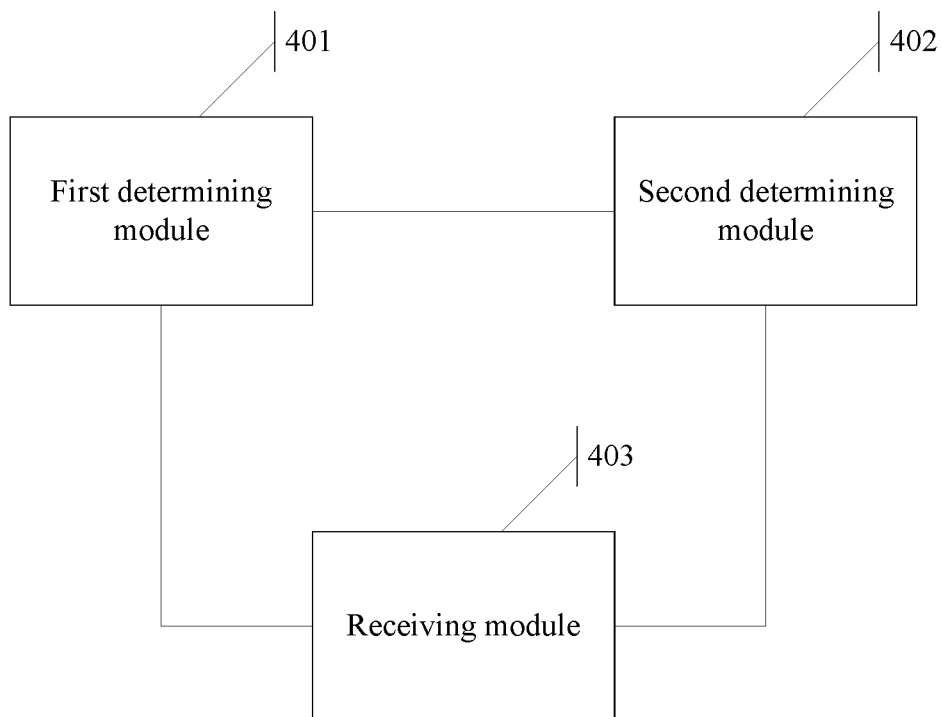 401
402
First determining
module
Second determining
module
403
Receiving module